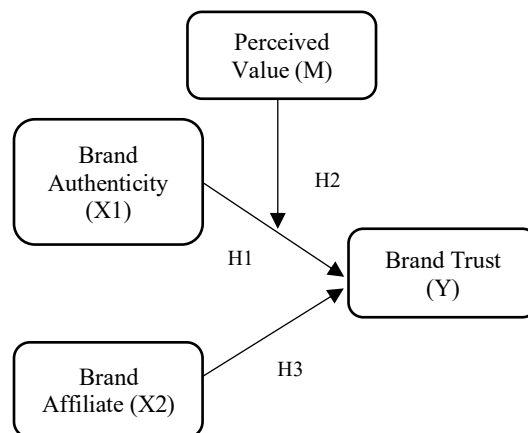 Perceived
Value (M)
Brand
Authenticity
(X1)
H2
H1
Brand Trust
(Y)
Brand
Affiliate (X2)
H3